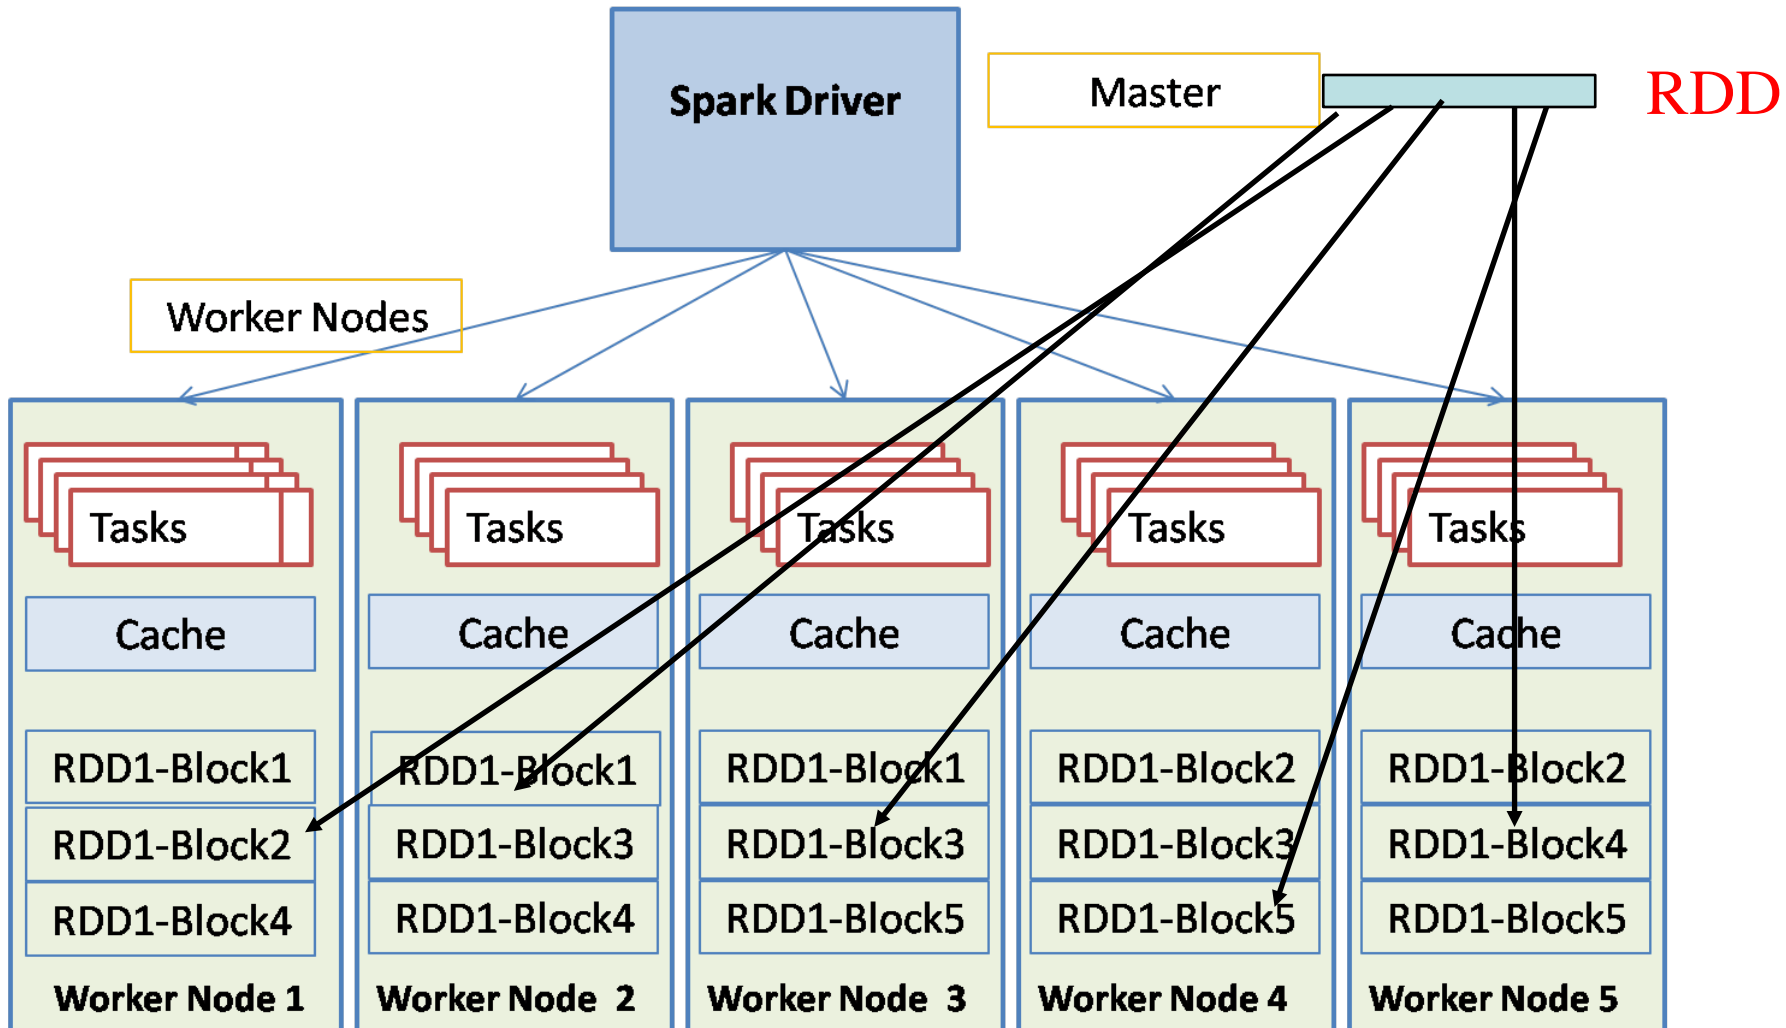 Spark Driver
Master
RDD
Worker Nodes
Tasks
Cache
RDD1-Block1
RDD1-Block2
RDD1-Block4
Worker Node 1
Tasks
Cache
RDD1-Block1
RDD1-Block3
RDD1-Block4
Worker Node 2
Tasks
Cache
RDD1-Block1
RDD1-Block3
RDD1-Block5
Worker Node 3
Tasks
Cache
RDD1-Block2
RDD1-Block3
RDD1-Block5
Worker Node 4
Tasks
Cache
RDD1-Block2
RDD1-Block4
RDD1-Block5
Worker Node 5